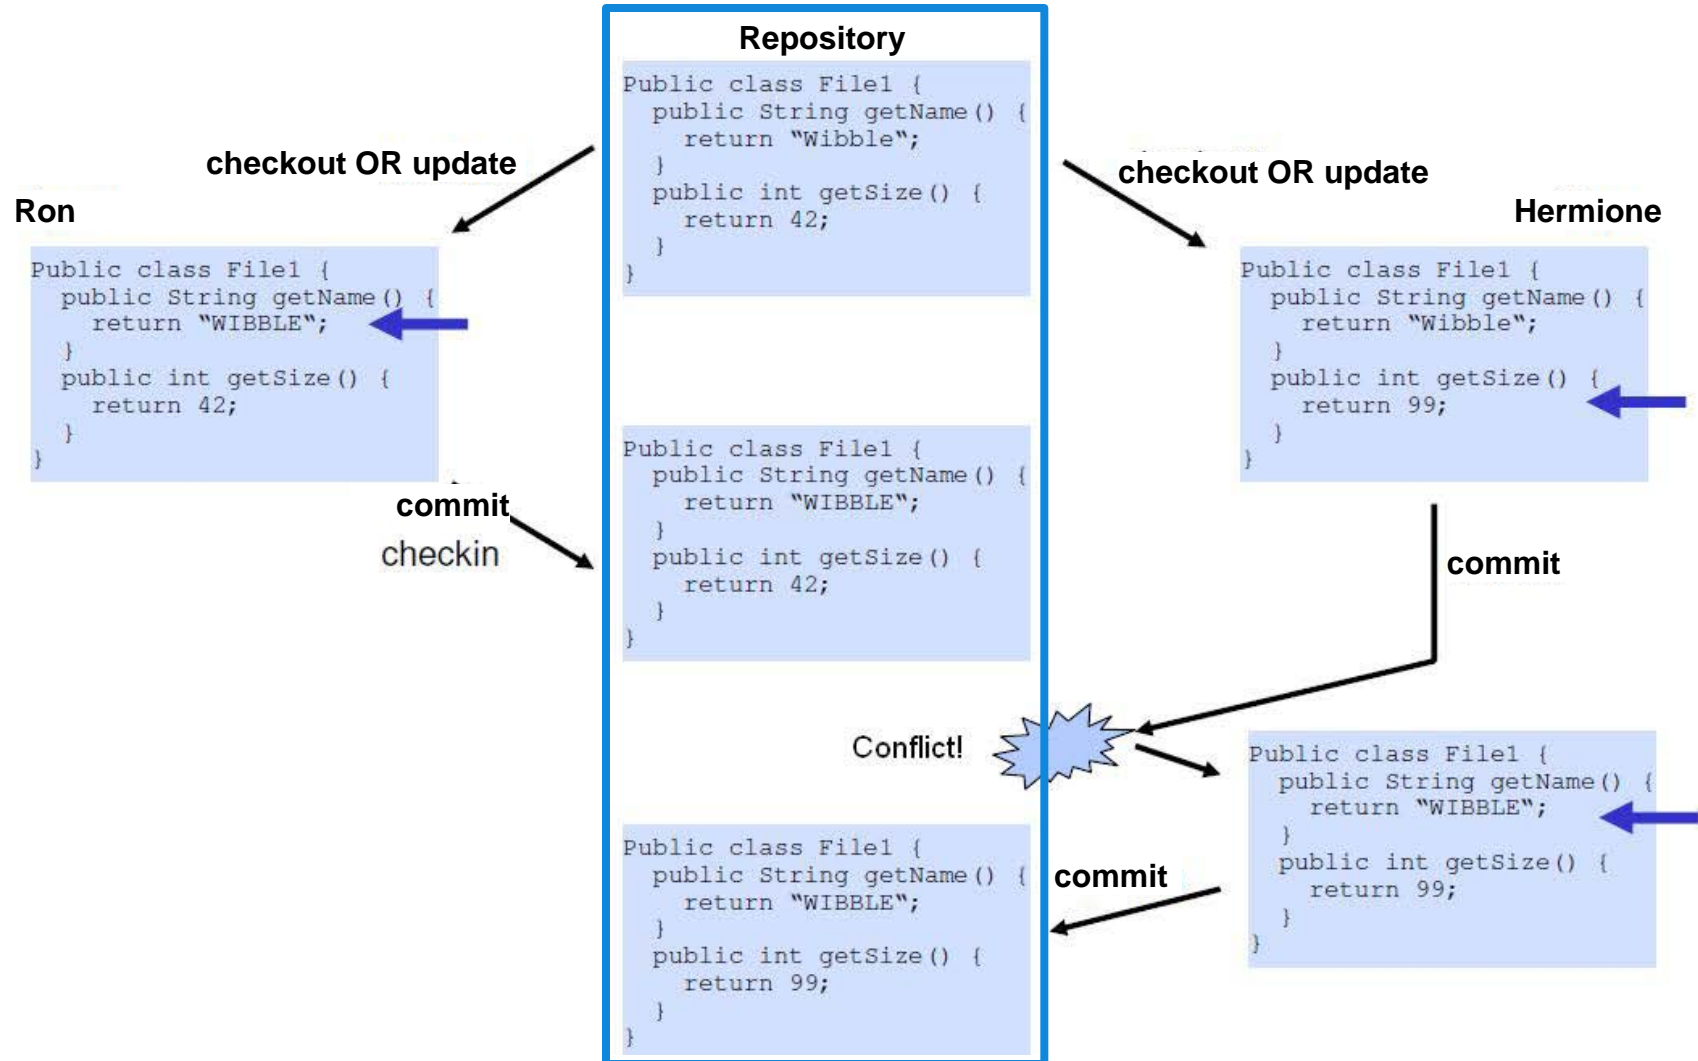 Repository
Public class File1 {
public String getName() {
return "Wibble";
}
public int getSize() {
return 42;
}
}
checkout OR update
checkout OR update
Ron
Public class File1 {
public String getName() {
return "WIBBLE";
}
public int getSize() {
return 42;
}
}
Hermione
Public class File1 {
public String getName() {
return "Wibble";
}
public int getSize() {
return 99;
}
}
commit
checkin
Public class File1 {
public String getName() {
return "WIBBLE";
}
public int getSize() {
return 42;
}
}
commit
Conflict!
Public class File1 {
public String getName() {
return "WIBBLE";
}
public int getSize() {
return 99;
}
}
commit
Public class File1 {
public String getName() {
return "WIBBLE";
}
public int getSize() {
return 99;
}
}